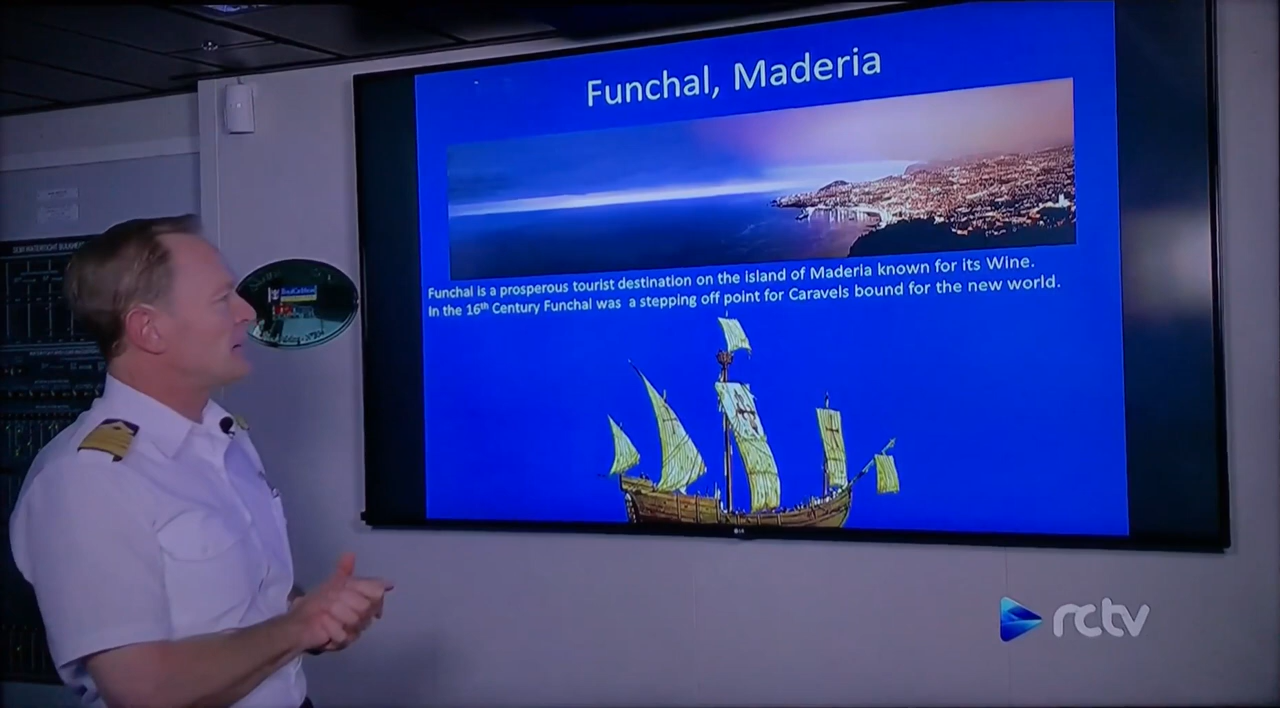 Funchal, Maderia
Funchal is a prosperous tourist destination on the island of Maderia known for its Wine.
In the 16th Century Funchal was a stepping off point for Caravels bound for the new world.
LG
rctv